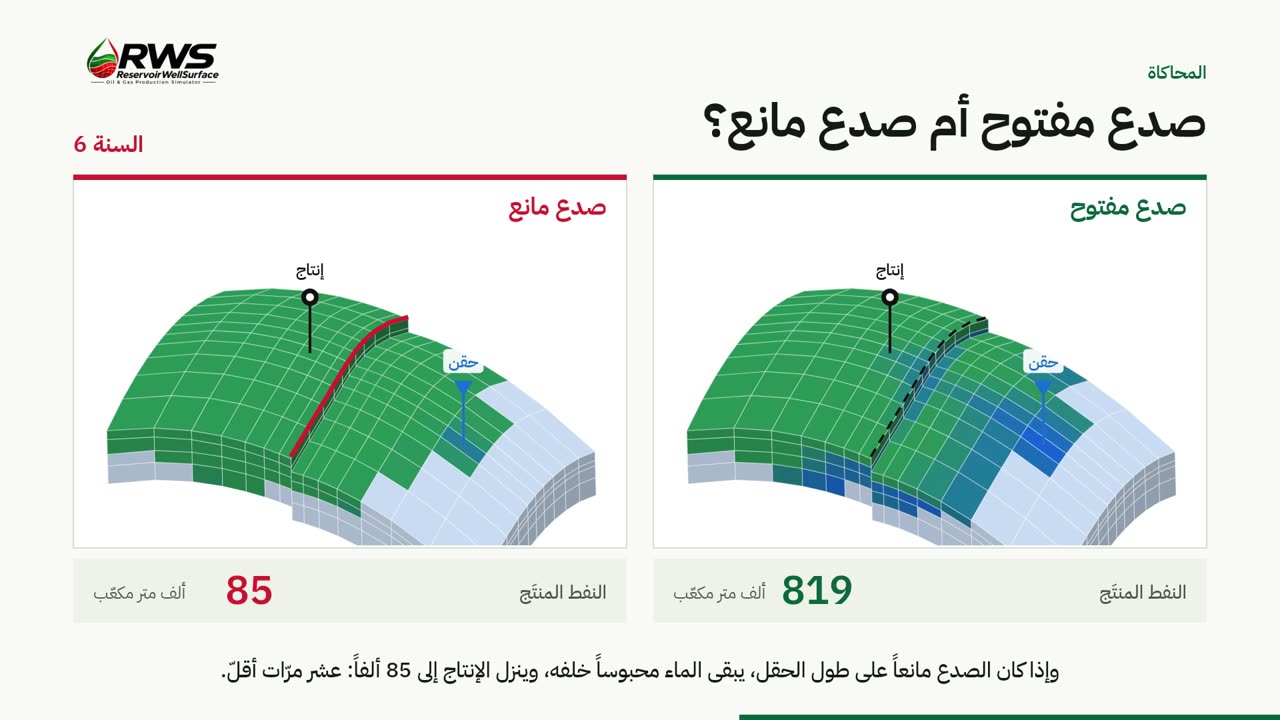 RWS
ReservoirWellSurface
Oil & Gas Production Simulator
المحاكاة
صدع مفتوح أم صدع مانع؟
السنة 6
صدع مفتوح
إنتاج
حقن
النفط المنتَج
819 ألف متر مكعّب
صدع مانع
إنتاج
حقن
النفط المنتَج
85 ألف متر مكعّب
وإذا كان الصدع مانعاً على طول الحقل، يبقى الماء محبوساً خلفه، وينزل الإنتاج إلى 85 ألفاً: عشر مرّات أقلّ.